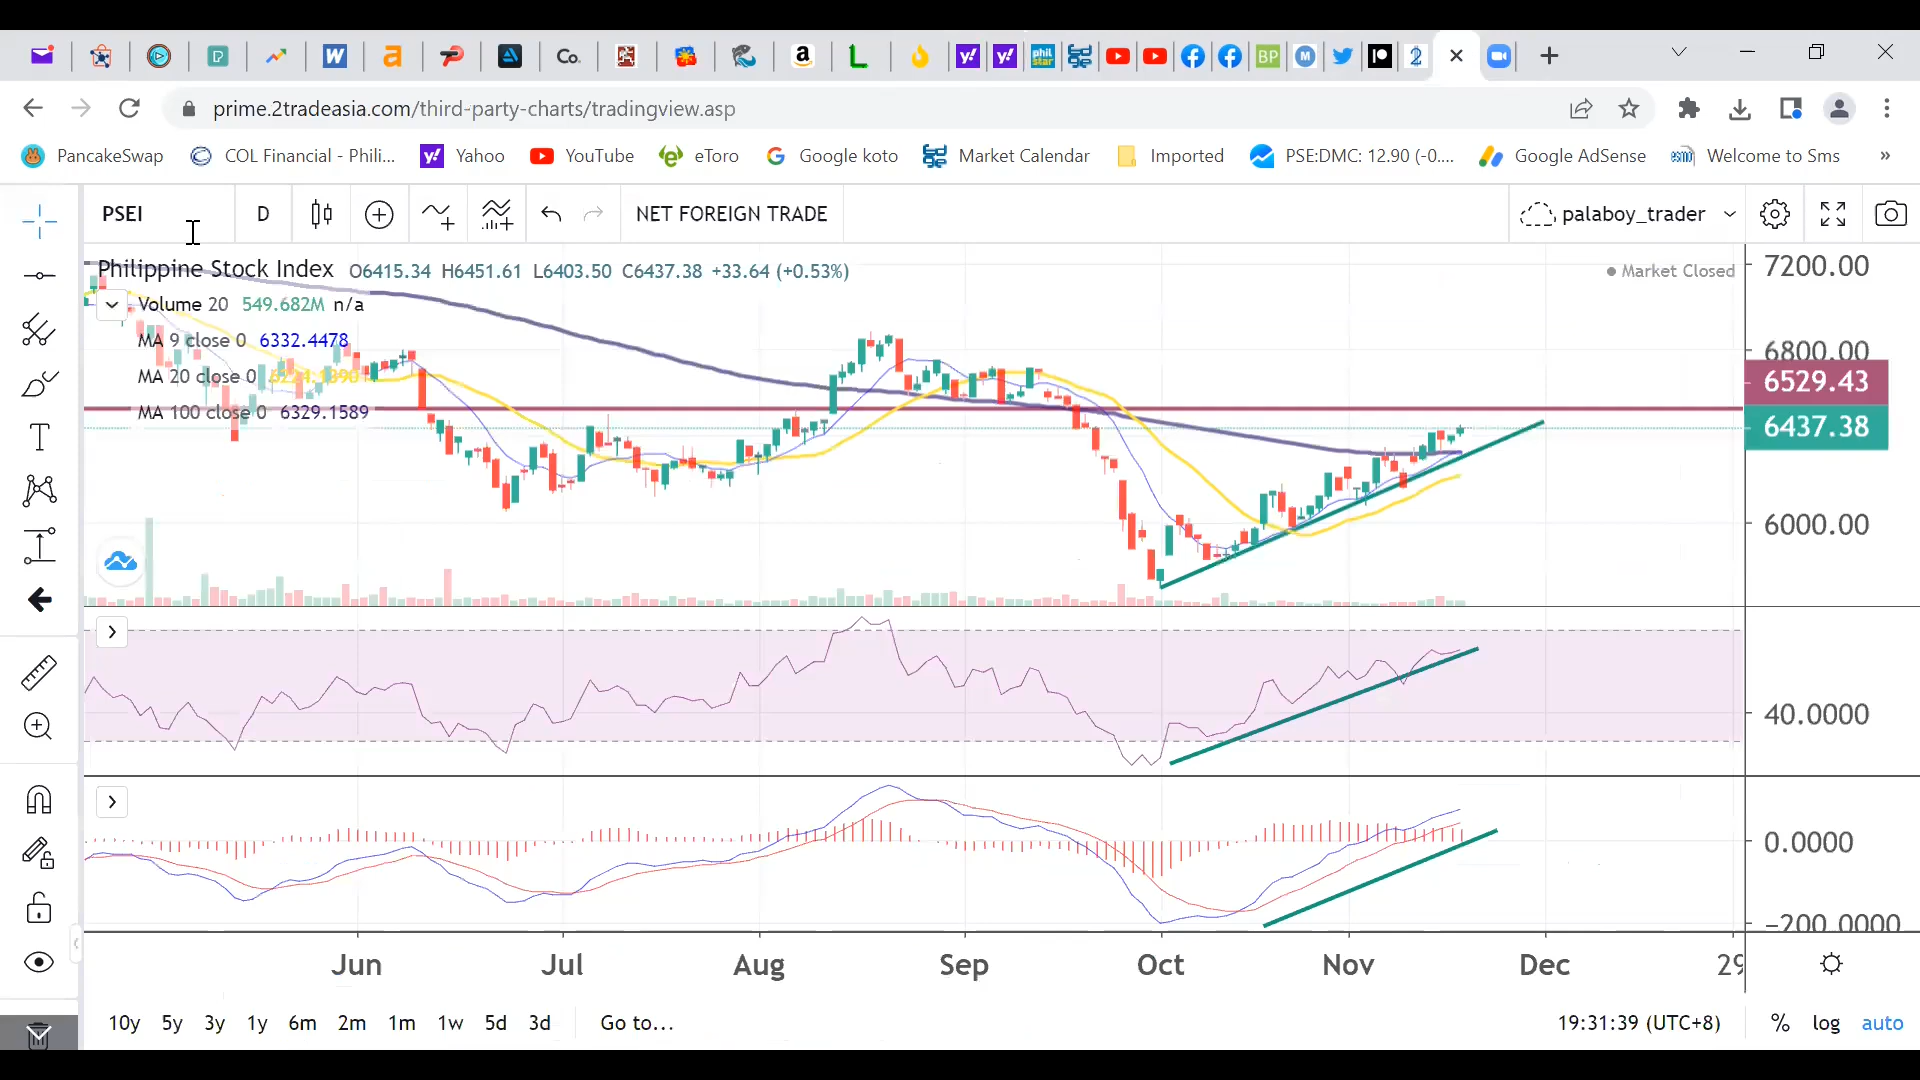 W a Co. a L y! y! phil star BP M P 2
prime.2tradeasia.com/third-party-charts/tradingview.asp
PancakeSwap COL Financial - Phili... Yahoo YouTube eToro Google koto Market Calendar Imported PSE:DMC: 12.90 (-0.... Google AdSense Welcome to Sms »
PSEI D NET FOREIGN TRADE palaboy_trader
Philippine Stock Index O6415.34 H6451.61 L6403.50 C6437.38 +33.64 (+0.53%) Market Closed 7200.00
Volume 20 549.682M n/a
MA 9 close 0 6332.4478
6800.00
MA 20 close 0
6529.43
MA 100 close 0 6329.1589
6437.38
6000.00
40.0000
0.0000
−200.0000
Jun Jul Aug Sep Oct Nov Dec 29
10y 5y 3y 1y 6m 2m 1m 1w 5d 3d Go to... 19:31:39 (UTC+8) % log auto